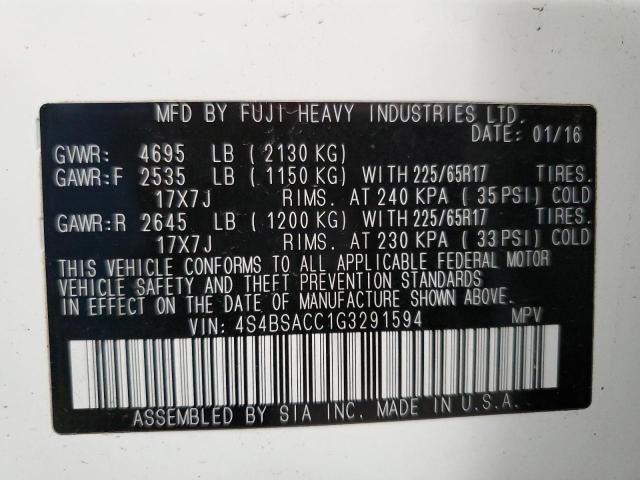 MFD BY FUJI HEAVY INDUSTRIES LTD.
DATE: 01/16
GVWR: 4695 LB (2130 KG)
GAWR:F 2535 LB (1150 KG) WITH 225/65R17 TIRES.
17X7J RIMS. AT 240 KPA (35 PSI) COLD
GAWR:R 2645 LB (1200 KG) WITH 225/65R17 TIRES.
17X7J RIMS. AT 230 KPA (33 PSI) COLD
THIS VEHICLE CONFORMS TO ALL APPLICABLE FEDERAL MOTOR
VEHICLE SAFETY AND THEFT PREVENTION STANDARDS
IN EFFECT ON THE DATE OF MANUFACTURE SHOWN ABOVE.
VIN: 4S4BSACC1G3291594 MPV
ASSEMBLED BY SIA INC. MADE IN U.S.A.